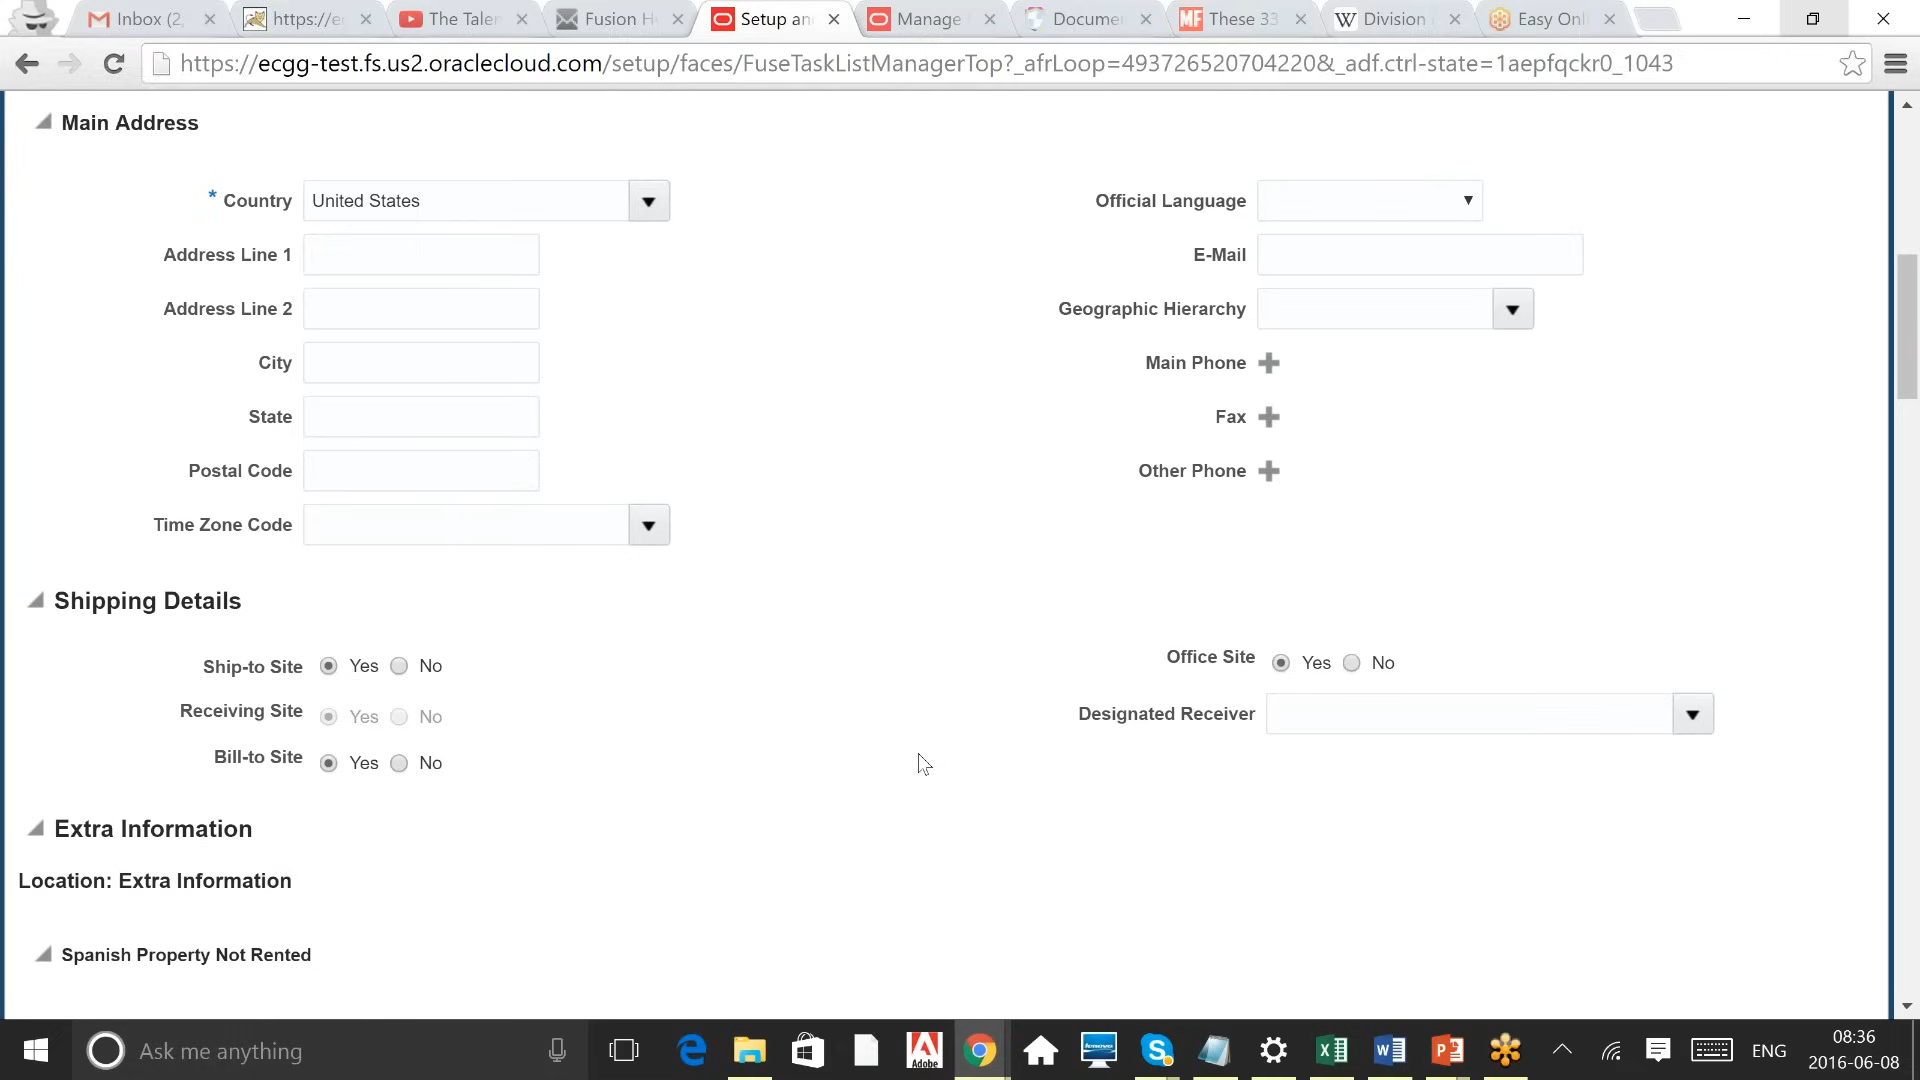 Inbox (2, https://e The Taler Fusion H Setup an Manage Docume These 33 Division Easy Onl
https://ecgg-test.fs.us2.oraclecloud.com/setup/faces/FuseTaskListManagerTop?_afrLoop=493726520704220&_adf.ctrl-state=1aepfqckr0_1043
Main Address
* Country United States Official Language
Address Line 1 E-Mail
Address Line 2 Geographic Hierarchy
City Main Phone
State Fax
Postal Code Other Phone
Time Zone Code
Shipping Details
Ship-to Site Yes No Office Site Yes No
Receiving Site Yes No Designated Receiver
Bill-to Site Yes No
Extra Information
Location: Extra Information
Spanish Property Not Rented
Ask me anything Adobe lenovo ENG 08:36
2016-06-08